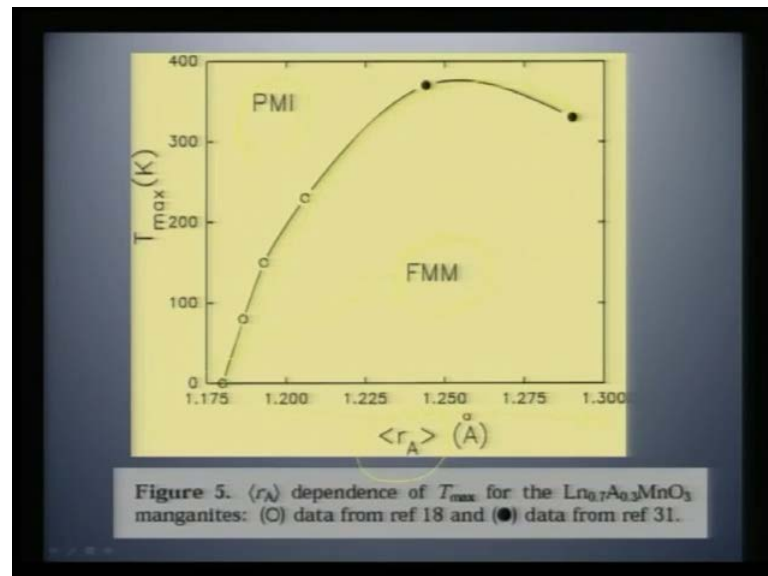 400
PMI
300
T max (K)
200
FMM
100
0
1.175 1.200 1.225 1.250 1.275 1.300
<r_A> (Å)
Figure 5. ⟨r_A⟩ dependence of T_max for the Ln0.7A0.3MnO3
manganites: (O) data from ref 18 and (●) data from ref 31.